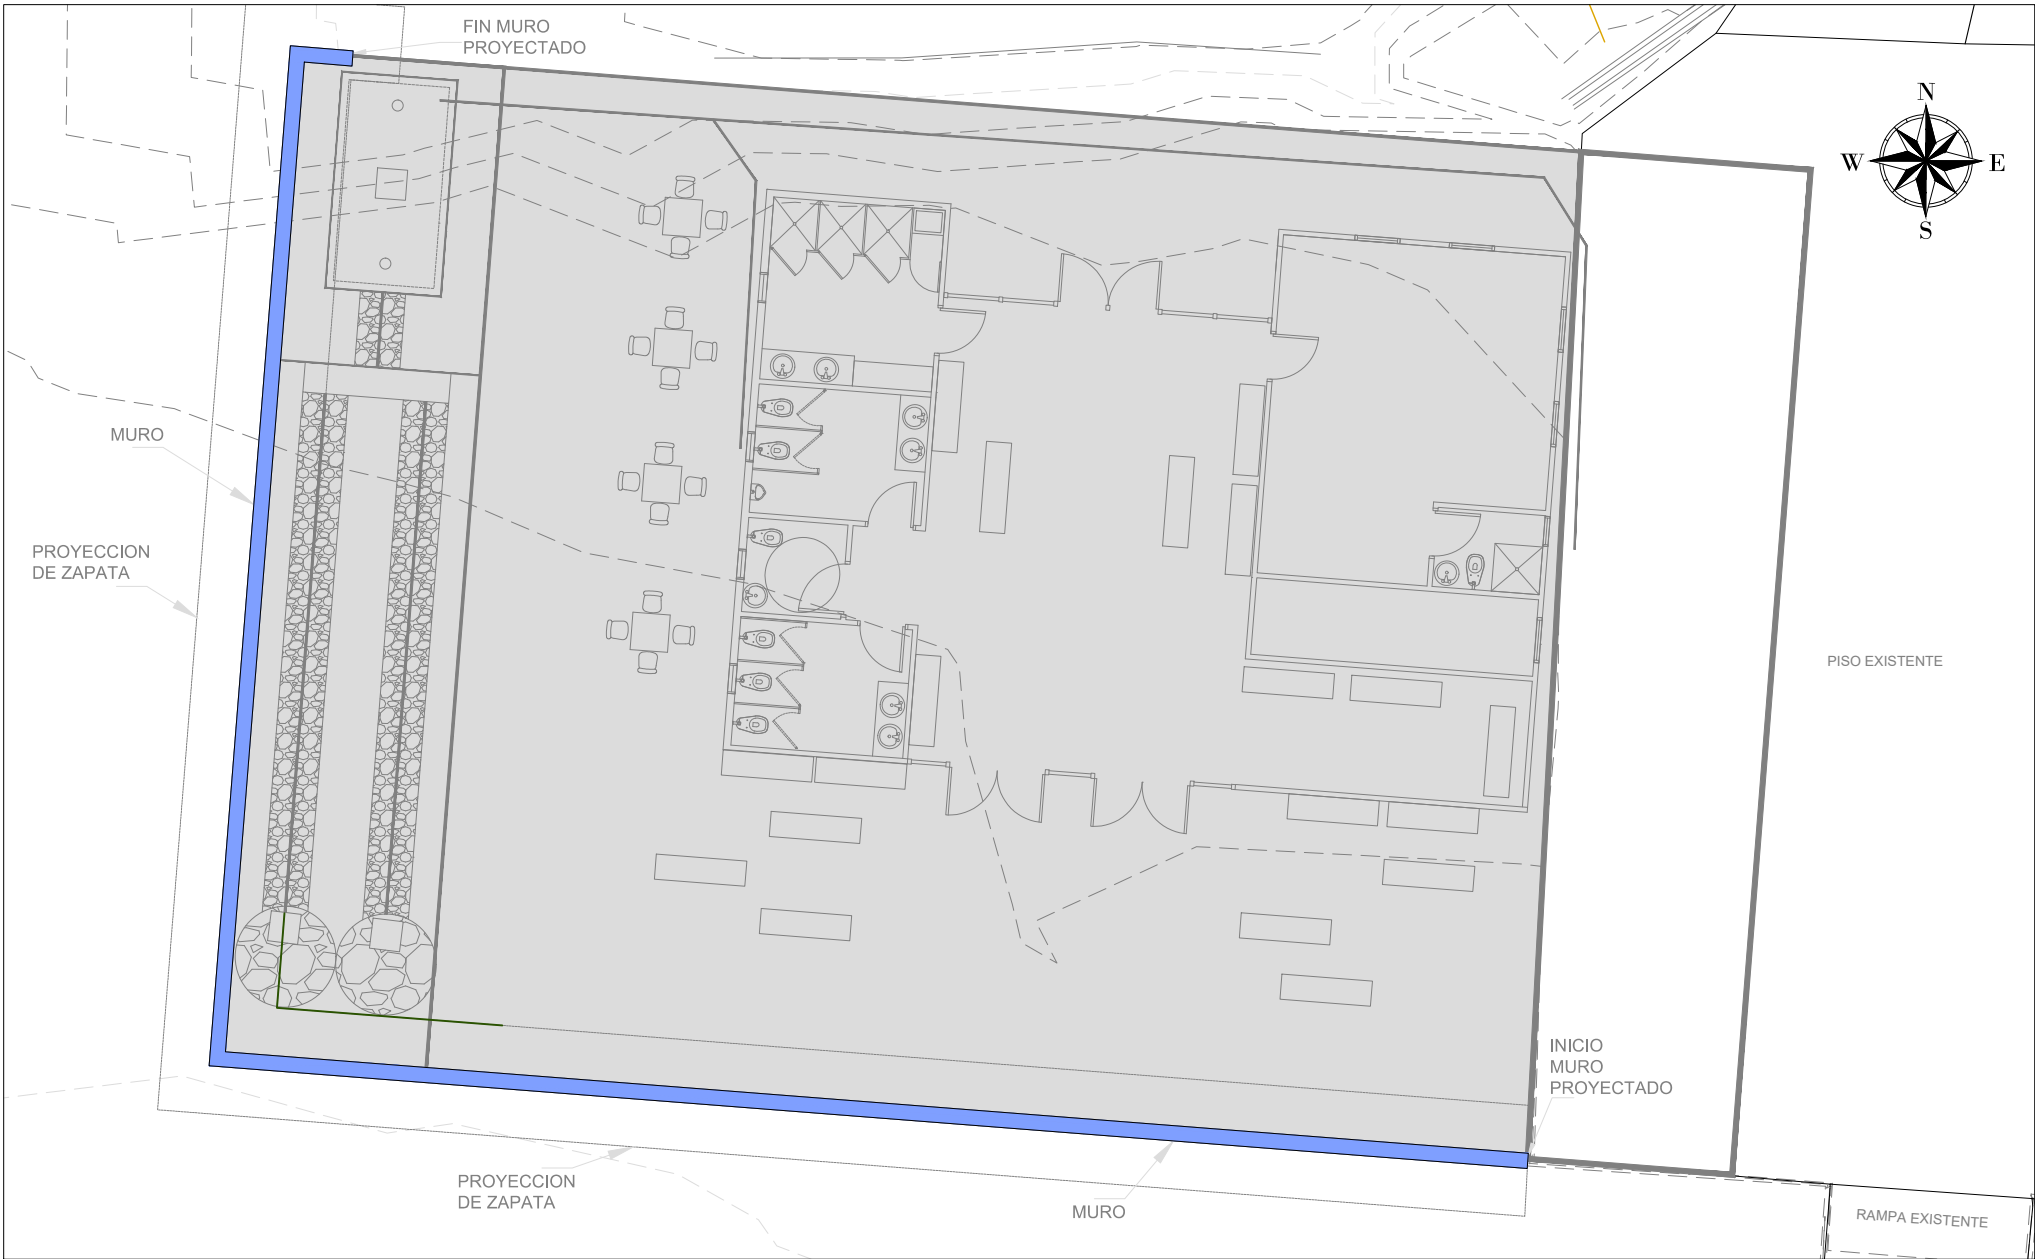 FIN MURO
PROYECTADO
N
W
E
S
MURO
PROYECCION
DE ZAPATA
PISO EXISTENTE
INICIO
MURO
PROYECTADO
PROYECCION
DE ZAPATA
MURO
RAMPA EXISTENTE